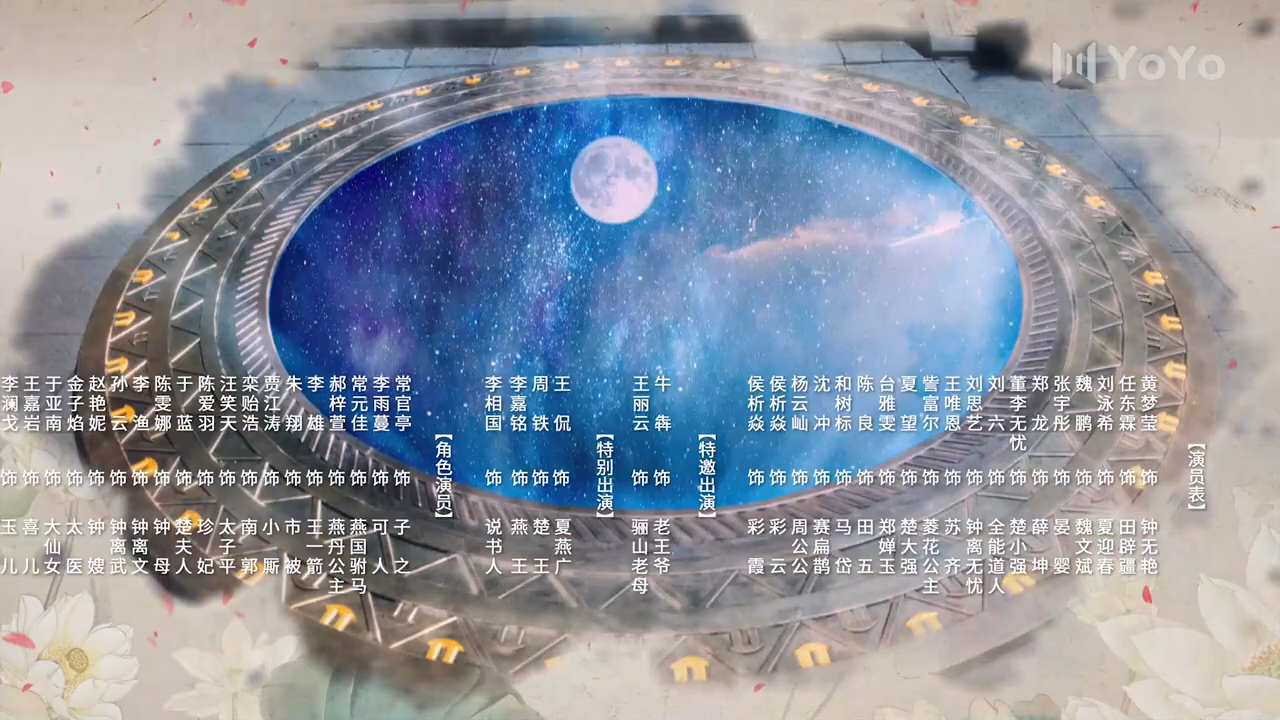 YoYo
【演员表】
黄梦莹 饰 钟无艳
任东霖 饰 田辟疆
刘泳希 饰 夏迎春
魏鹏 饰 魏文斌
张宇彤 饰 晏婴
郑龙 饰 薛坤
董李无忧 饰 楚小强
刘六 饰 全能道人
刘思艺 饰 钟离无忧
王唯恩 饰 苏齐
訾富尔 饰 菱花公主
夏望 饰 楚大强
台雅雯 饰 郑婵玉
陈良 饰 田五
和树标 饰 马岱
沈冲 饰 赛扁鹊
杨云屾 饰 周公公
侯析焱 饰 彩云
侯析焱 饰 彩霞
【特邀出演】
牛犇 饰 老王爷
王丽云 饰 骊山老母
【特别出演】
王侃 饰 夏燕广
周铁 饰 楚王
李嘉铭 饰 燕王
李相国 饰 说书人
【角色演员】
常官亭 饰 子之
李雨蔓 饰 可人
常元佳 饰 燕国驸马
郝梓萱 饰 燕丹公主
李雄 饰 王一箭
朱翔 饰 市被
贾江涛 饰 小厮
栾贻浩 饰 南郭
汪笑天 饰 太子平
陈爱羽 饰 珍妃
于蓝 饰 楚夫人
陈雯娜 饰 钟母
李渔 饰 钟离文
孙云 饰 钟离武
赵艳妮 饰 钟嫂
金子焰 饰 太医
于亚南 饰 大仙女
王嘉岩 饰 喜儿
李澜戈 饰 玉儿